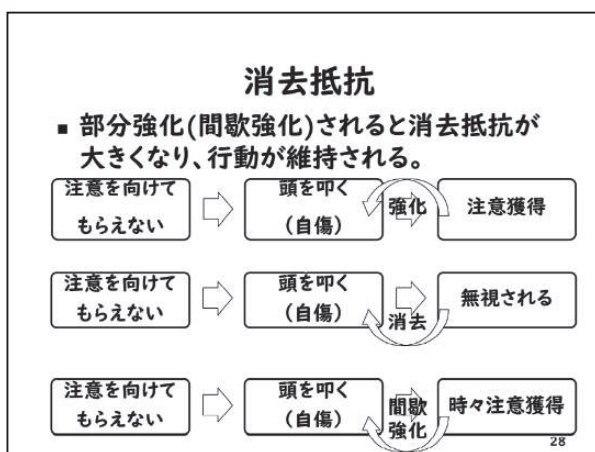 消去抵抗
■ 部分強化(間歇強化)されると消去抵抗が
大きくなり、行動が維持される。
注意を向けて
もらえない
頭を叩く
(自傷)
強化
注意獲得
注意を向けて
もらえない
頭を叩く
(自傷)
消去
無視される
注意を向けて
もらえない
頭を叩く
(自傷)
間歇
強化
時々注意獲得
28